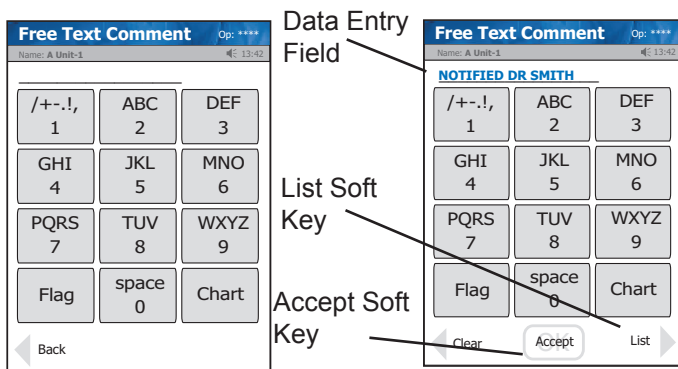 Free Text Comment Op: ****
Name: A Unit-1 13:42
/+-.!, ABC DEF
1 2 3
GHI JKL MNO
4 5 6
PQRS TUV WXYZ
7 8 9
Flag space Chart
0
Back
Data Entry
Field
List Soft
Key
Accept Soft
Key
Free Text Comment Op: ****
Name: A Unit-1 13:42
NOTIFIED DR SMITH
/+-.!, ABC DEF
1 2 3
GHI JKL MNO
4 5 6
PQRS TUV WXYZ
7 8 9
Flag space Chart
0
Clear Accept List
OK